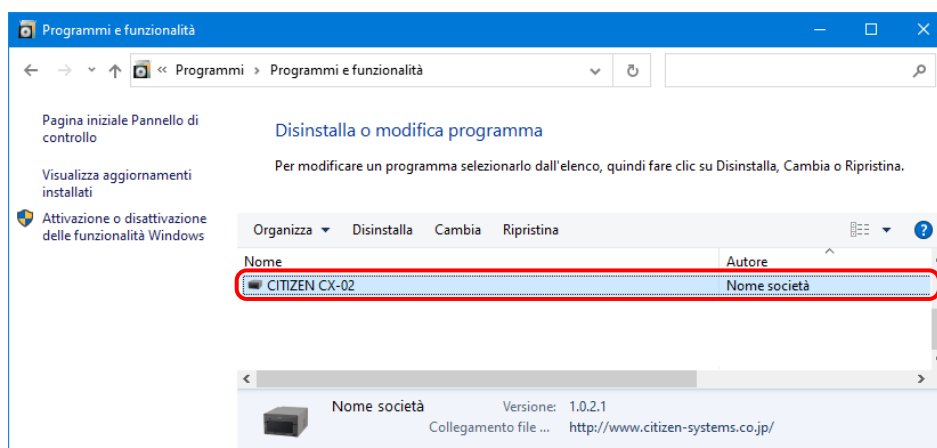 Programmi e funzionalità
« Programmi › Programmi e funzionalità
Pagina iniziale Pannello di
controllo
Visualizza aggiornamenti
installati
Attivazione o disattivazione
delle funzionalità Windows
Disinstalla o modifica programma
Per modificare un programma selezionarlo dall'elenco, quindi fare clic su Disinstalla, Cambia o Ripristina.
Organizza Disinstalla Cambia Ripristina
Nome Autore
CITIZEN CX-02 Nome società
Nome società Versione: 1.0.2.1
Collegamento file ... http://www.citizen-systems.co.jp/